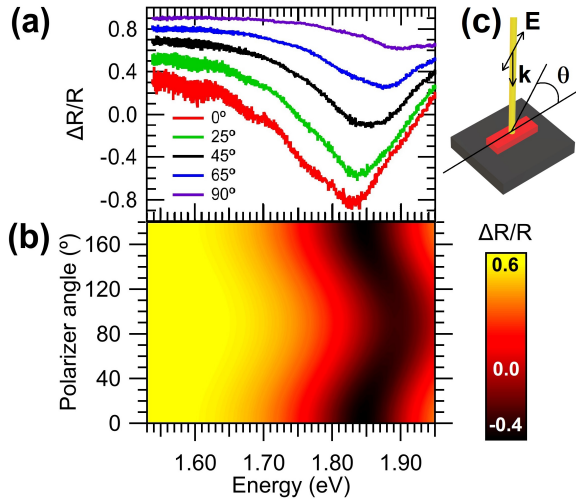 (a)
ΔR/R
0.8
0.4
0.0
-0.4
-0.8
0º
25º
45º
65º
90º
(c)
E
k
θ
(b)
Polarizer angle (º)
160
120
80
40
0
1.60
1.70
1.80
1.90
Energy (eV)
ΔR/R
0.6
0.0
-0.4